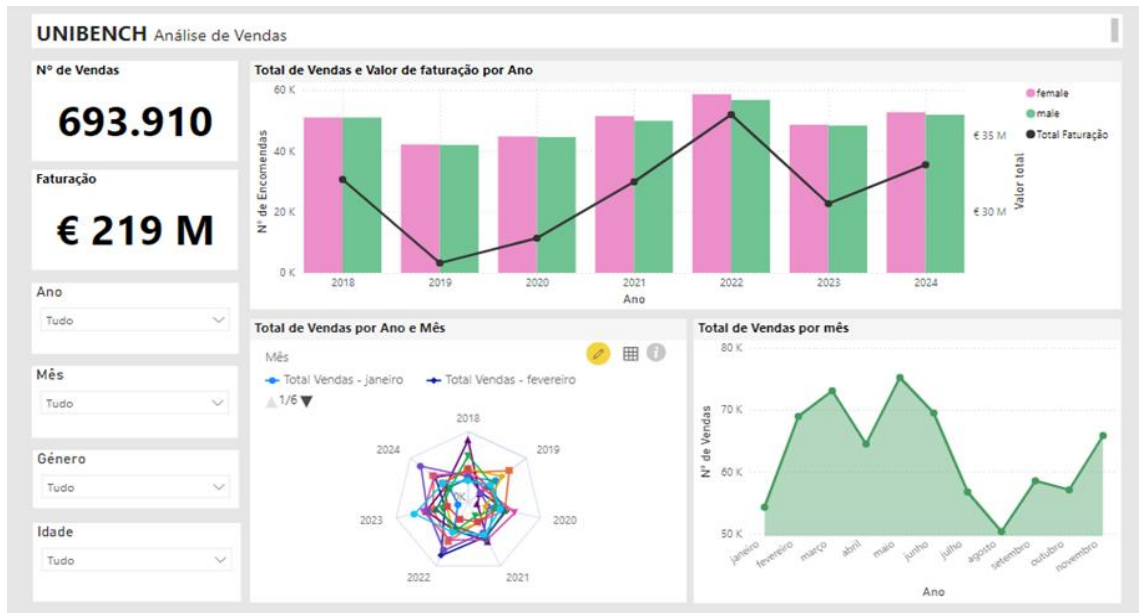 UNIBENCH Análise de Vendas
Nº de Vendas
693.910
Faturação
€ 219 M
Ano
Tudo
Mês
Tudo
Género
Tudo
Idade
Tudo
Total de Vendas e Valor de faturação por Ano
60 K
40 K
20 K
0 K
Nº de Encomendas
2018 2019 2020 2021 2022 2023 2024
Ano
€ 35 M
€ 30 M
Valor total
female
male
Total Faturação
Total de Vendas por Ano e Mês
Mês
Total Vendas - janeiro Total Vendas - fevereiro
1/6
2018
2019
2020
2021
2022
2023
2024
Total de Vendas por mês
80 K
70 K
60 K
50 K
Nº de Vendas
janeiro fevereiro março abril maio junho julho agosto setembro outubro novembro
Ano